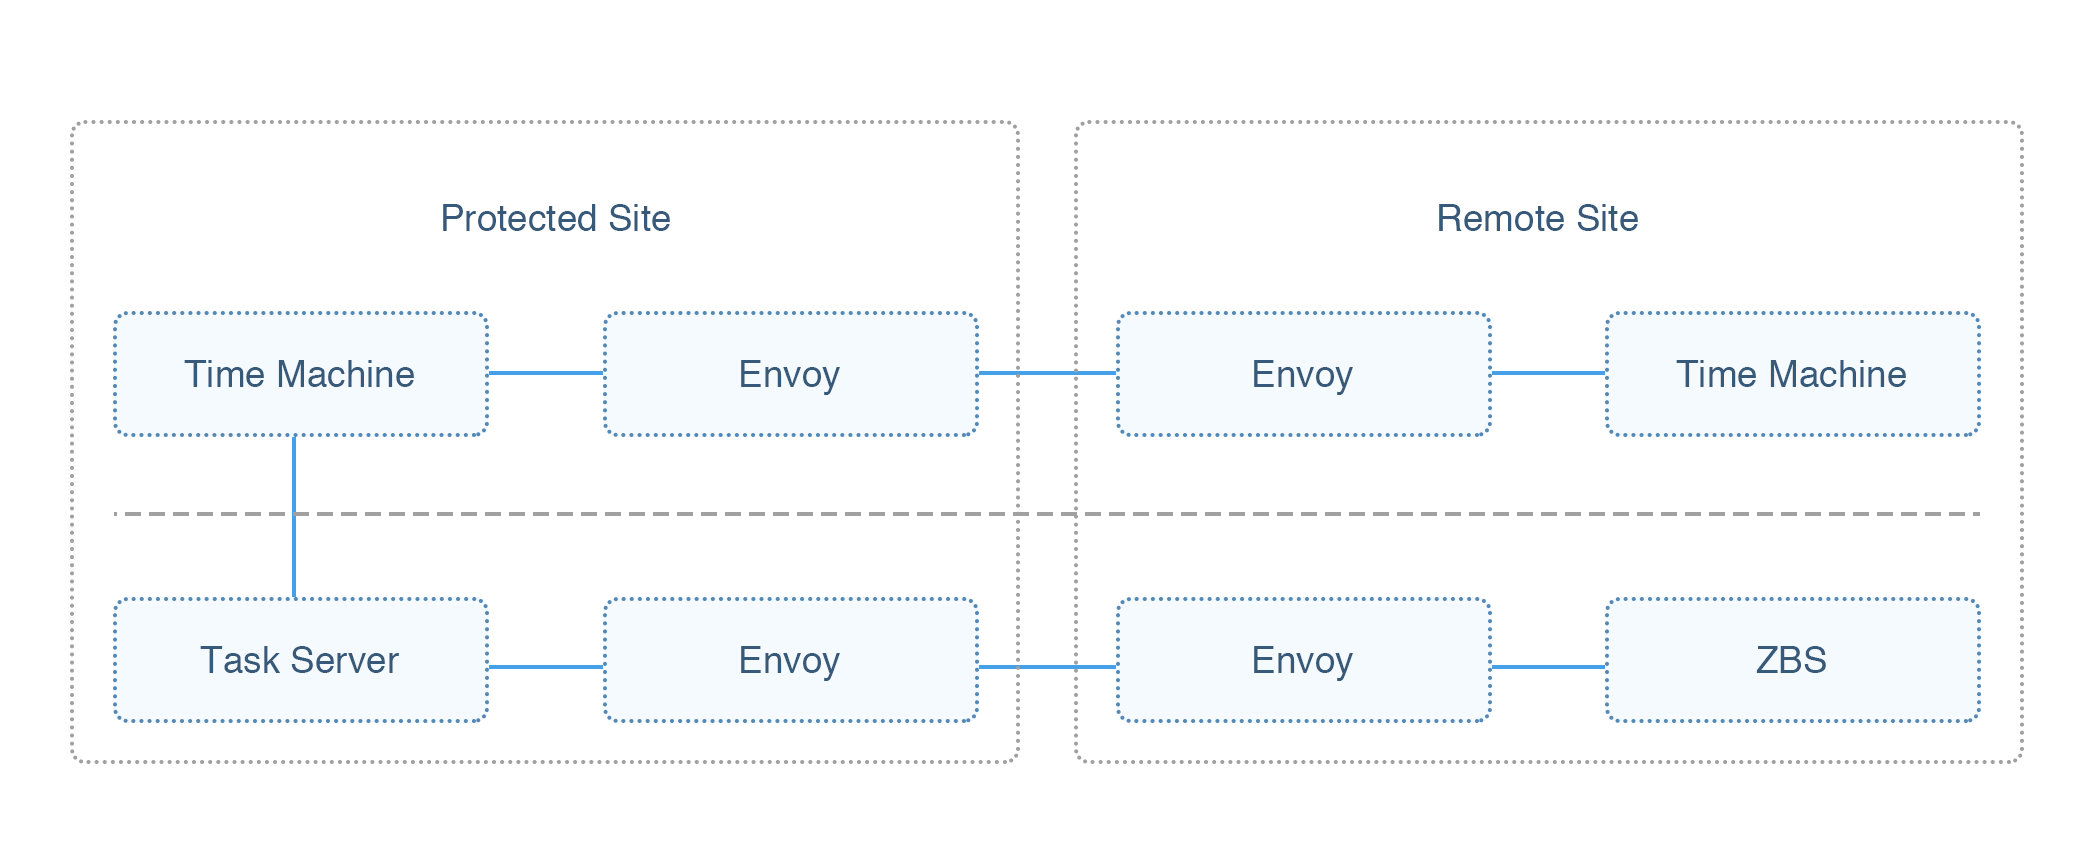 Protected Site
Remote Site
Time Machine
Envoy
Envoy
Time Machine
Task Server
Envoy
Envoy
ZBS